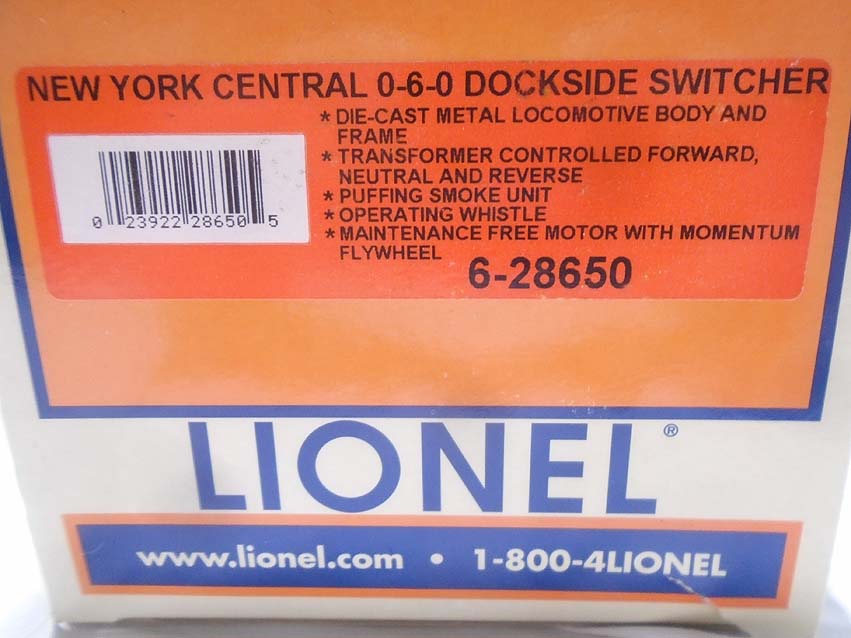 NEW YORK CENTRAL 0-6-0 DOCKSIDE SWITCHER
* DIE-CAST METAL LOCOMOTIVE BODY AND
FRAME
* TRANSFORMER CONTROLLED FORWARD,
NEUTRAL AND REVERSE
* PUFFING SMOKE UNIT
* OPERATING WHISTLE
* MAINTENANCE FREE MOTOR WITH MOMENTUM
FLYWHEEL
6-28650
0 23922 28650 5
LIONEL®
www.lionel.com • 1-800-4LIONEL